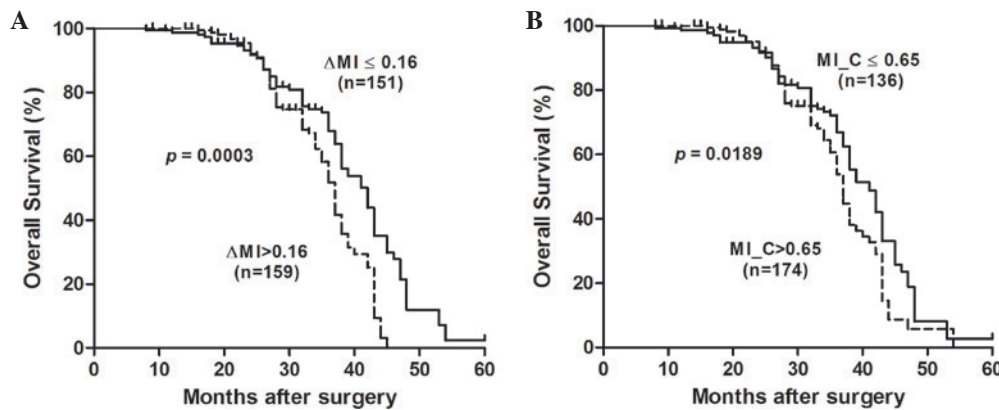 A
Overall Survival (%)
100
80
60
40
20
0
ΔMI ≤ 0.16
(n=151)
p = 0.0003
ΔMI>0.16
(n=159)
0 10 20 30 40 50 60
Months after surgery
B
Overall Survival (%)
100
80
60
40
20
0
MI_C ≤ 0.65
(n=136)
p = 0.0189
MI_C>0.65
(n=174)
0 10 20 30 40 50 60
Months after surgery